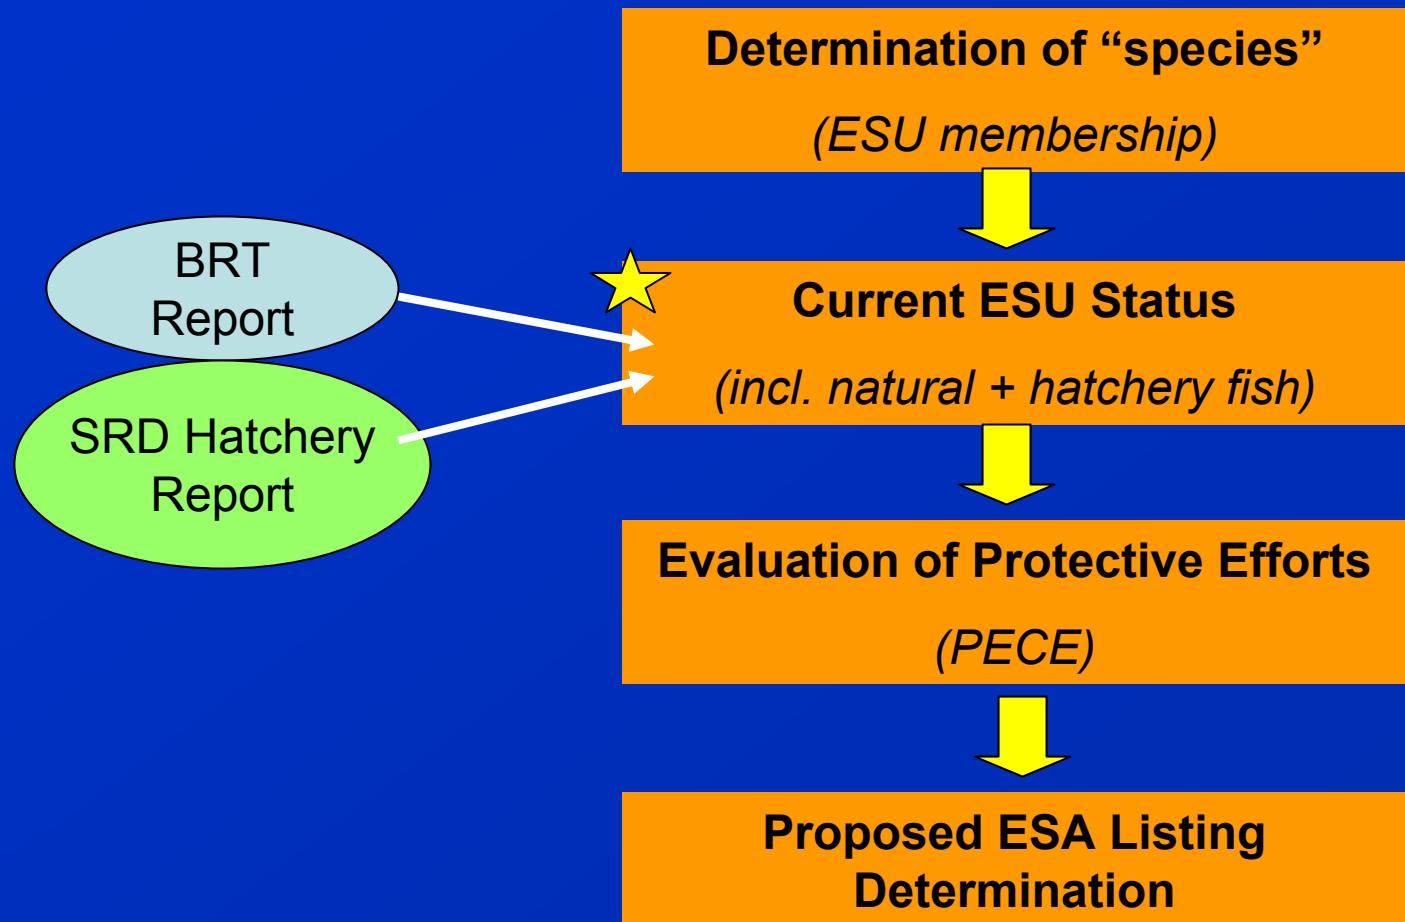 Determination of “species”
(ESU membership)
BRT
Report
SRD Hatchery
Report
Current ESU Status
(incl. natural + hatchery fish)
Evaluation of Protective Efforts
(PECE)
Proposed ESA Listing
Determination